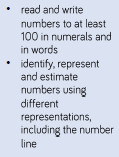 • read and write
numbers to at least
100 in numerals and
in words
• identify, represent
and estimate
numbers using
different
representations,
including the number
line